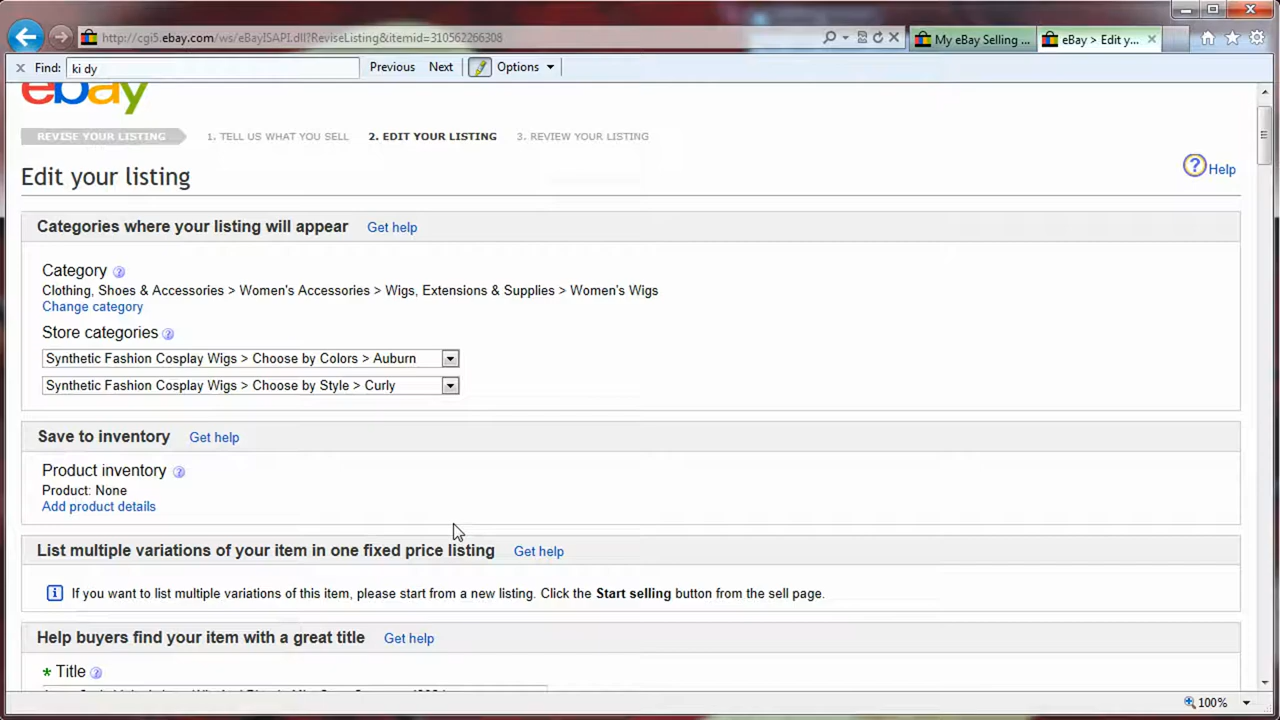 http://cgi5.ebay.com/ws/eBayISAPI.dll?ReviseListing&itemid=310562266308
My eBay Selling ...
eBay > Edit y...
Find: ki dy Previous Next Options
ebay
REVISE YOUR LISTING 1. TELL US WHAT YOU SELL 2. EDIT YOUR LISTING 3. REVIEW YOUR LISTING
Help
Edit your listing
Categories where your listing will appear Get help
Category
Clothing, Shoes & Accessories > Women's Accessories > Wigs, Extensions & Supplies > Women's Wigs
Change category
Store categories
Synthetic Fashion Cosplay Wigs > Choose by Colors > Auburn
Synthetic Fashion Cosplay Wigs > Choose by Style > Curly
Save to inventory Get help
Product inventory
Product: None
Add product details
List multiple variations of your item in one fixed price listing Get help
If you want to list multiple variations of this item, please start from a new listing. Click the Start selling button from the sell page.
Help buyers find your item with a great title Get help
* Title
100%